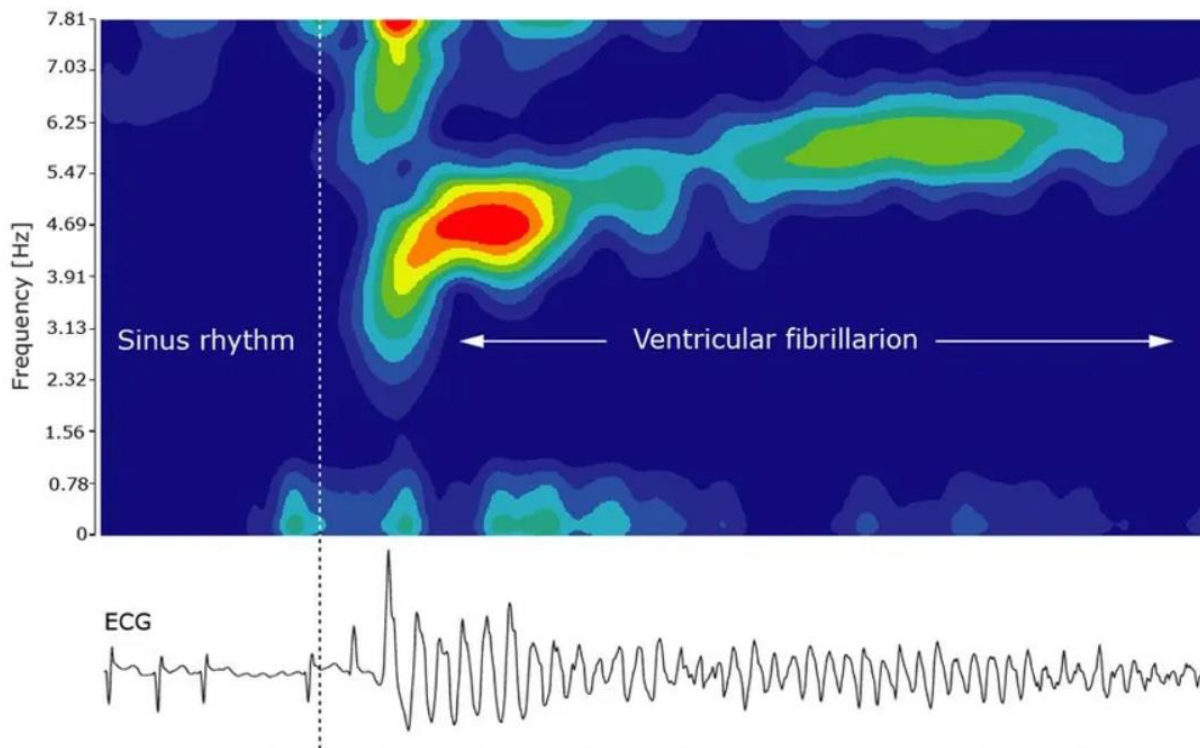 7.81
7.03
6.25
5.47
4.69
3.91
3.13
2.32
1.56
0.78
0
Frequency [Hz]
Sinus rhythm
Ventricular fibrillarion
ECG